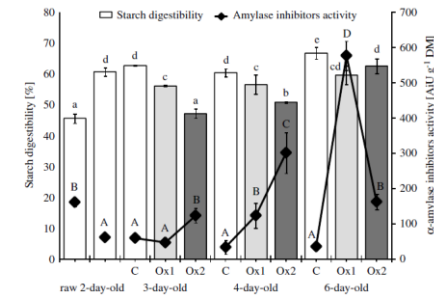 Starch digestibility
Amylase inhibitors activity
Starch digestibility [%]
80
70
60
50
40
30
20
10
0
700
600
500
400
300
200
100
0
α-amylase inhibitors activity [AiU g⁻¹ DM]
a
d
d
c
a
d
c
b
e
cd
d
B
A
A
A
B
A
B
C
A
D
B
C Ox1 Ox2 C Ox1 Ox2 C Ox1 Ox2
raw 2-day-old 3-day-old 4-day-old 6-day-old